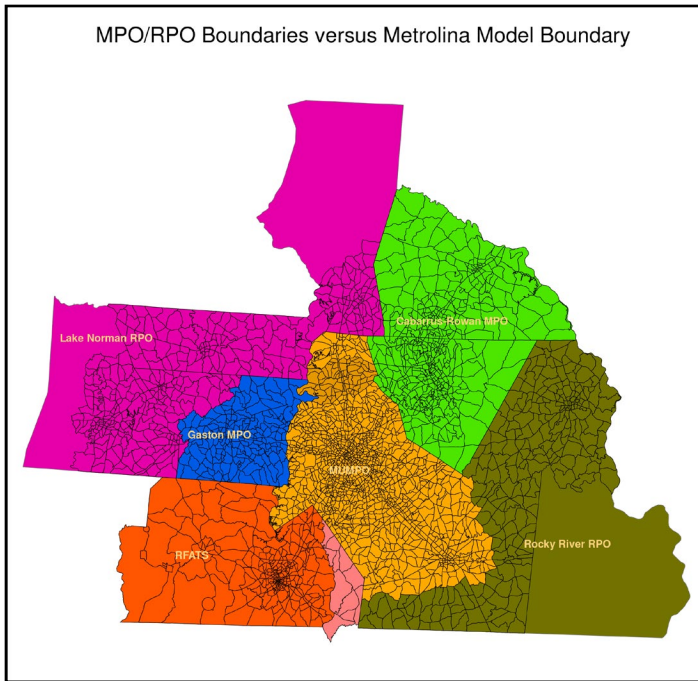 MPO/RPO Boundaries versus Metrolina Model Boundary
Cabarrus-Rowan MPO
Lake Norman RPO
Gaston MPO
MUMPO
Rocky River RPO
RFATS